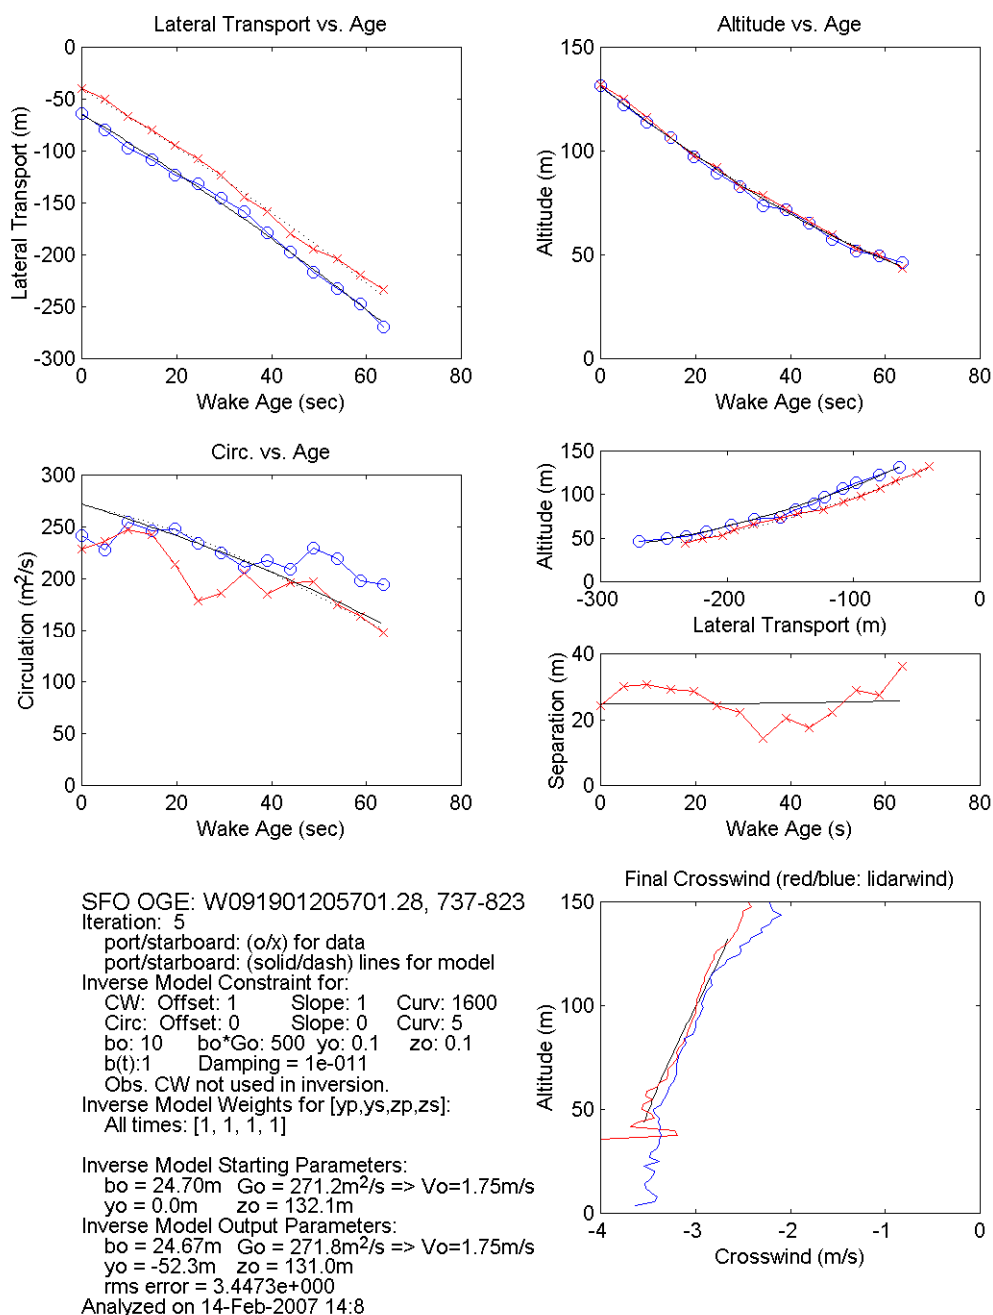 Lateral Transport vs. Age
0
-50
-100
-150
-200
-250
-300
Lateral Transport (m)
0 20 40 60 80
Wake Age (sec)
Altitude vs. Age
150
100
50
0
Altitude (m)
0 20 40 60 80
Wake Age (sec)
Circ. vs. Age
300
250
200
150
100
50
0
Circulation (m²/s)
0 20 40 60 80
Wake Age (sec)
150
100
50
0
Altitude (m)
-300 -200 -100 0
Lateral Transport (m)
40
20
0
Separation (m)
0 20 40 60 80
Wake Age (s)
SFO OGE: W091901205701.28, 737-823
Iteration: 5
port/starboard: (o/x) for data
port/starboard: (solid/dash) lines for model
Inverse Model Constraint for:
CW: Offset: 1 Slope: 1 Curv: 1600
Circ: Offset: 0 Slope: 0 Curv: 5
bo: 10 bo*Go: 500 yo: 0.1 zo: 0.1
b(t):1 Damping = 1e-011
Obs. CW not used in inversion.
Inverse Model Weights for [yp,ys,zp,zs]:
All times: [1, 1, 1, 1]
Inverse Model Starting Parameters:
bo = 24.70m Go = 271.2m²/s => Vo=1.75m/s
yo = 0.0m zo = 132.1m
Inverse Model Output Parameters:
bo = 24.67m Go = 271.8m²/s => Vo=1.75m/s
yo = -52.3m zo = 131.0m
rms error = 3.4473e+000
Analyzed on 14-Feb-2007 14:8
Final Crosswind (red/blue: lidarwind)
150
100
50
0
Altitude (m)
-4 -3 -2 -1 0
Crosswind (m/s)